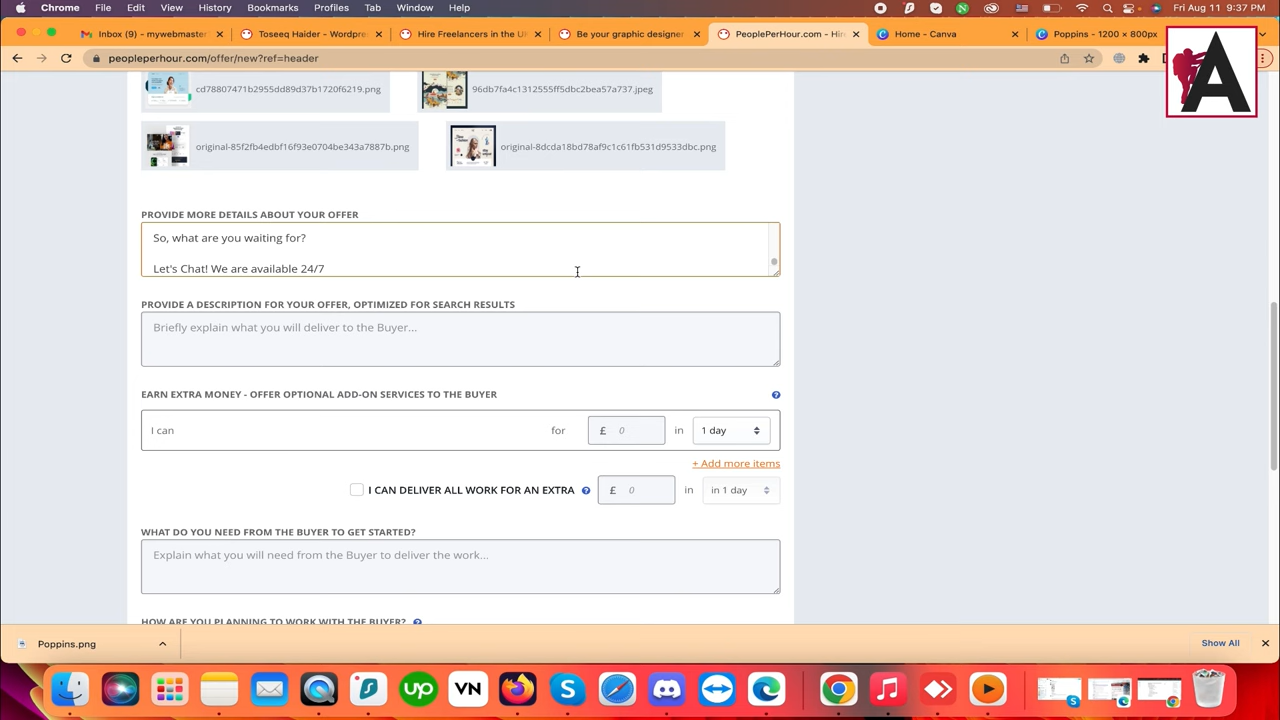 Chrome File Edit View History Bookmarks Profiles Tab Window Help Fri Aug 11 9:37 PM
Inbox (9) - mywebmaster Toseeq Haider - Wordpre Hire Freelancers in the U Be your graphic designer PeoplePerHour.com - Hir Home - Canva Poppins - 1200 × 800px
peopleperhour.com/offer/new?ref=header
A
cd78807471b2955dd89d37b1720f6219.png 96db7fa4c1312555ff5dbc2bea57a737.jpeg
original-85f2fb4edbf16f93e0704be343a7887b.png original-8dcda18bd78af9c1c61fb531d9533dbc.png
PROVIDE MORE DETAILS ABOUT YOUR OFFER
So, what are you waiting for?
Let's Chat! We are available 24/7
PROVIDE A DESCRIPTION FOR YOUR OFFER, OPTIMIZED FOR SEARCH RESULTS
Briefly explain what you will deliver to the Buyer...
EARN EXTRA MONEY - OFFER OPTIONAL ADD-ON SERVICES TO THE BUYER ?
I can for £ 0 in 1 day
+ Add more items
I CAN DELIVER ALL WORK FOR AN EXTRA ? £ 0 in in 1 day
WHAT DO YOU NEED FROM THE BUYER TO GET STARTED?
Explain what you will need from the Buyer to deliver the work...
HOW ARE YOU PLANNING TO WORK WITH THE BUYER? ?
Poppins.png Show All
up VN